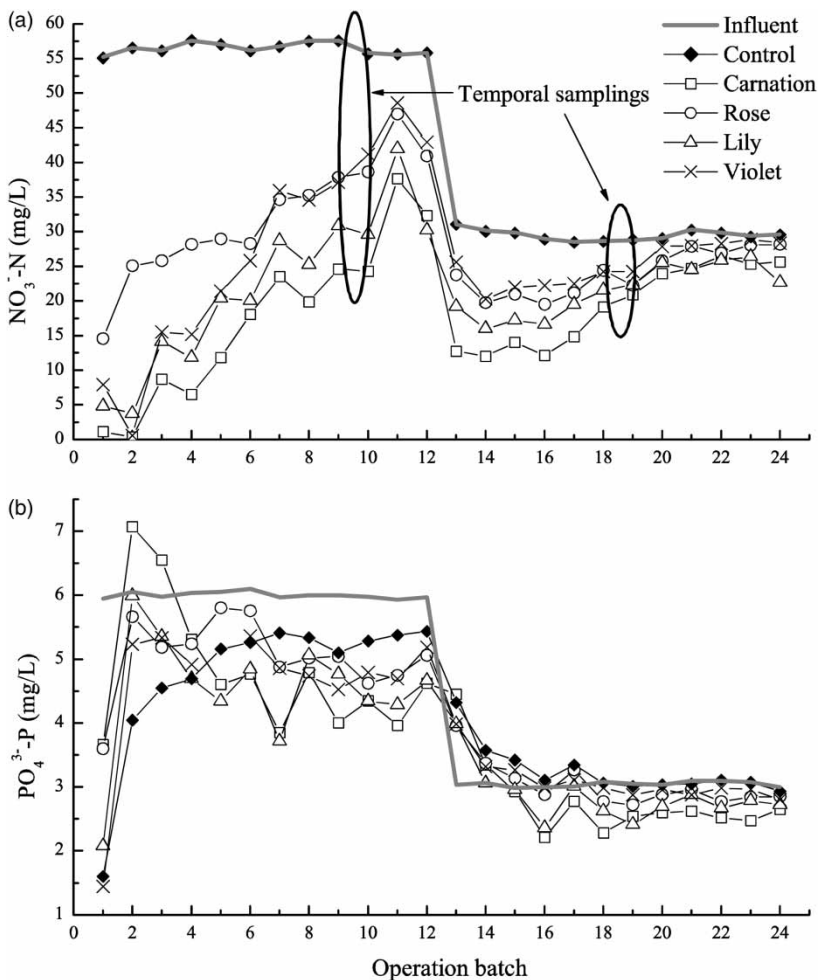 (a)
60
55
50
45
40
35
30
25
20
15
10
5
0
NO₃⁻-N (mg/L)
Influent
Control
Carnation
Rose
Lily
Violet
Temporal samplings
0 2 4 6 8 10 12 14 16 18 20 22 24
(b)
7
6
5
4
3
2
1
PO₄³⁻-P (mg/L)
0 2 4 6 8 10 12 14 16 18 20 22 24
Operation batch